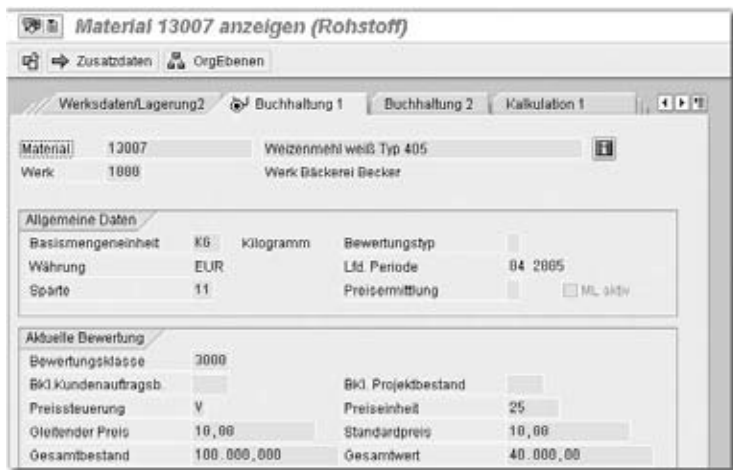 Material 13007 anzeigen (Rohstoff)
Zusatzdaten OrgEbenen
Werksdaten/Lagerung2 Buchhaltung 1 Buchhaltung 2 Kalkulation 1
Material 13007 Weizenmehl weiß Typ 405
Werk 1000 Werk Bäckerei Becker
Allgemeine Daten
Basismengeneinheit KG Kilogramm Bewertungstyp
Währung EUR Lfd. Periode 04 2005
Sparte 11 Preisermittlung ML aktiv
Aktuelle Bewertung
Bewertungsklasse 3000
BKl.Kundenauftragsb. BKl. Projektbestand
Preissteuerung V Preiseinheit 25
Gleitender Preis 10,00 Standardpreis 10,00
Gesamtbestand 100.000,000 Gesamtwert 40.000,00